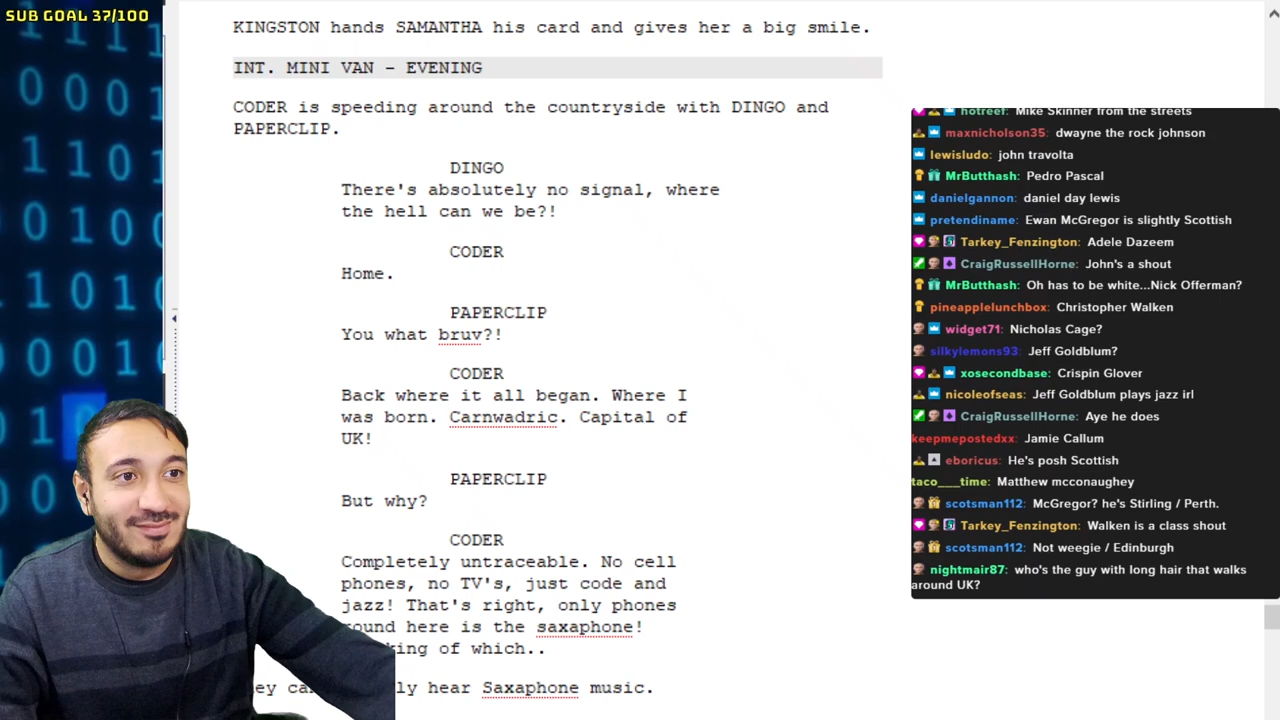 SUB GOAL 37/100
KINGSTON hands SAMANTHA his card and gives her a big smile.
INT. MINI VAN - EVENING
CODER is speeding around the countryside with DINGO and
PAPERCLIP.
DINGO
There's absolutely no signal, where
the hell can we be?!
CODER
Home.
PAPERCLIP
You what bruv?!
CODER
Back where it all began. Where I
was born. Carnwadric. Capital of
UK!
PAPERCLIP
But why?
CODER
Completely untraceable. No cell
phones, no TV's, just code and
jazz! That's right, only phones
round here is the saxaphone!
king of which..
hear Saxaphone music.
hotreef: Mike Skinner from the streets
maxnicholson35: dwayne the rock johnson
lewisludo: john travolta
MrButthash: Pedro Pascal
danielgannon: daniel day lewis
pretendiname: Ewan McGregor is slightly Scottish
Tarkey_Fenzington: Adele Dazeem
CraigRussellHorne: John's a shout
MrButthash: Oh has to be white...Nick Offerman?
pineapplelunchbox: Christopher Walken
widget71: Nicholas Cage?
silkylemons93: Jeff Goldblum?
xosecondbase: Crispin Glover
nicoleofseas: Jeff Goldblum plays jazz irl
CraigRussellHorne: Aye he does
keepmepostedxx: Jamie Callum
eboricus: He's posh Scottish
taco___time: Matthew mcconaughey
scotsman112: McGregor? he's Stirling / Perth.
Tarkey_Fenzington: Walken is a class shout
scotsman112: Not weegie / Edinburgh
nightmair87: who's the guy with long hair that walks
around UK?